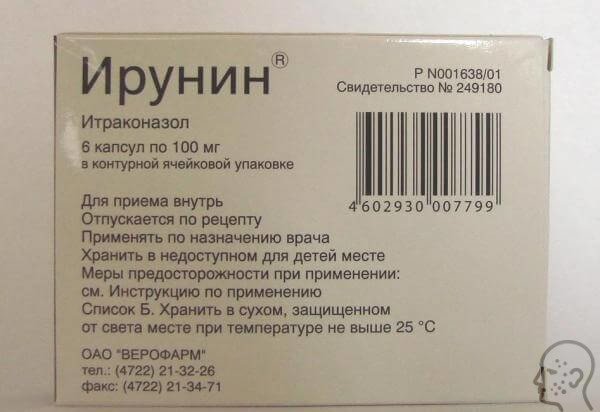 Ирунин®
Р N001638/01
Свидетельство № 249180
Итраконазол
6 капсул по 100 мг
в контурной ячейковой упаковке
4602930 007799
Для приема внутрь
Отпускается по рецепту
Применять по назначению врача
Хранить в недоступном для детей месте
Меры предосторожности при применении:
см. Инструкцию по применению
Список Б. Хранить в сухом, защищенном
от света месте при температуре не выше 25 °С
ОАО "ВЕРОФАРМ"
тел.: (4722) 21-32-26
факс: (4722) 21-34-71